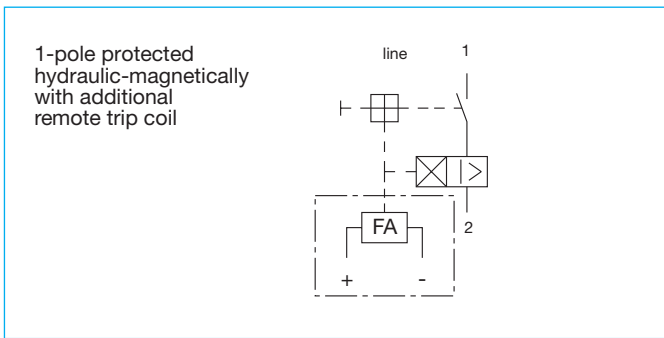 1-pole protected
hydraulic-magnetically
with additional
remote trip coil
line
1
I>
2
FA
+ -